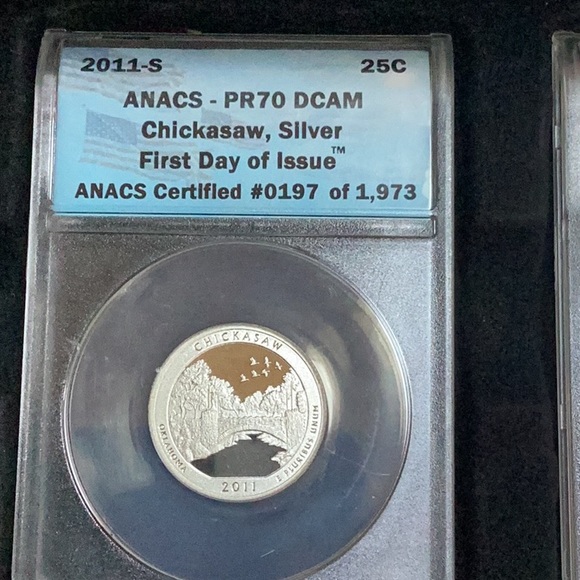 2011-S 25C
ANACS - PR70 DCAM
Chickasaw, Silver
First Day of Issue™
ANACS Certified #0197 of 1,973
CHICKASAW
OKLAHOMA
E PLURIBUS UNUM
2011